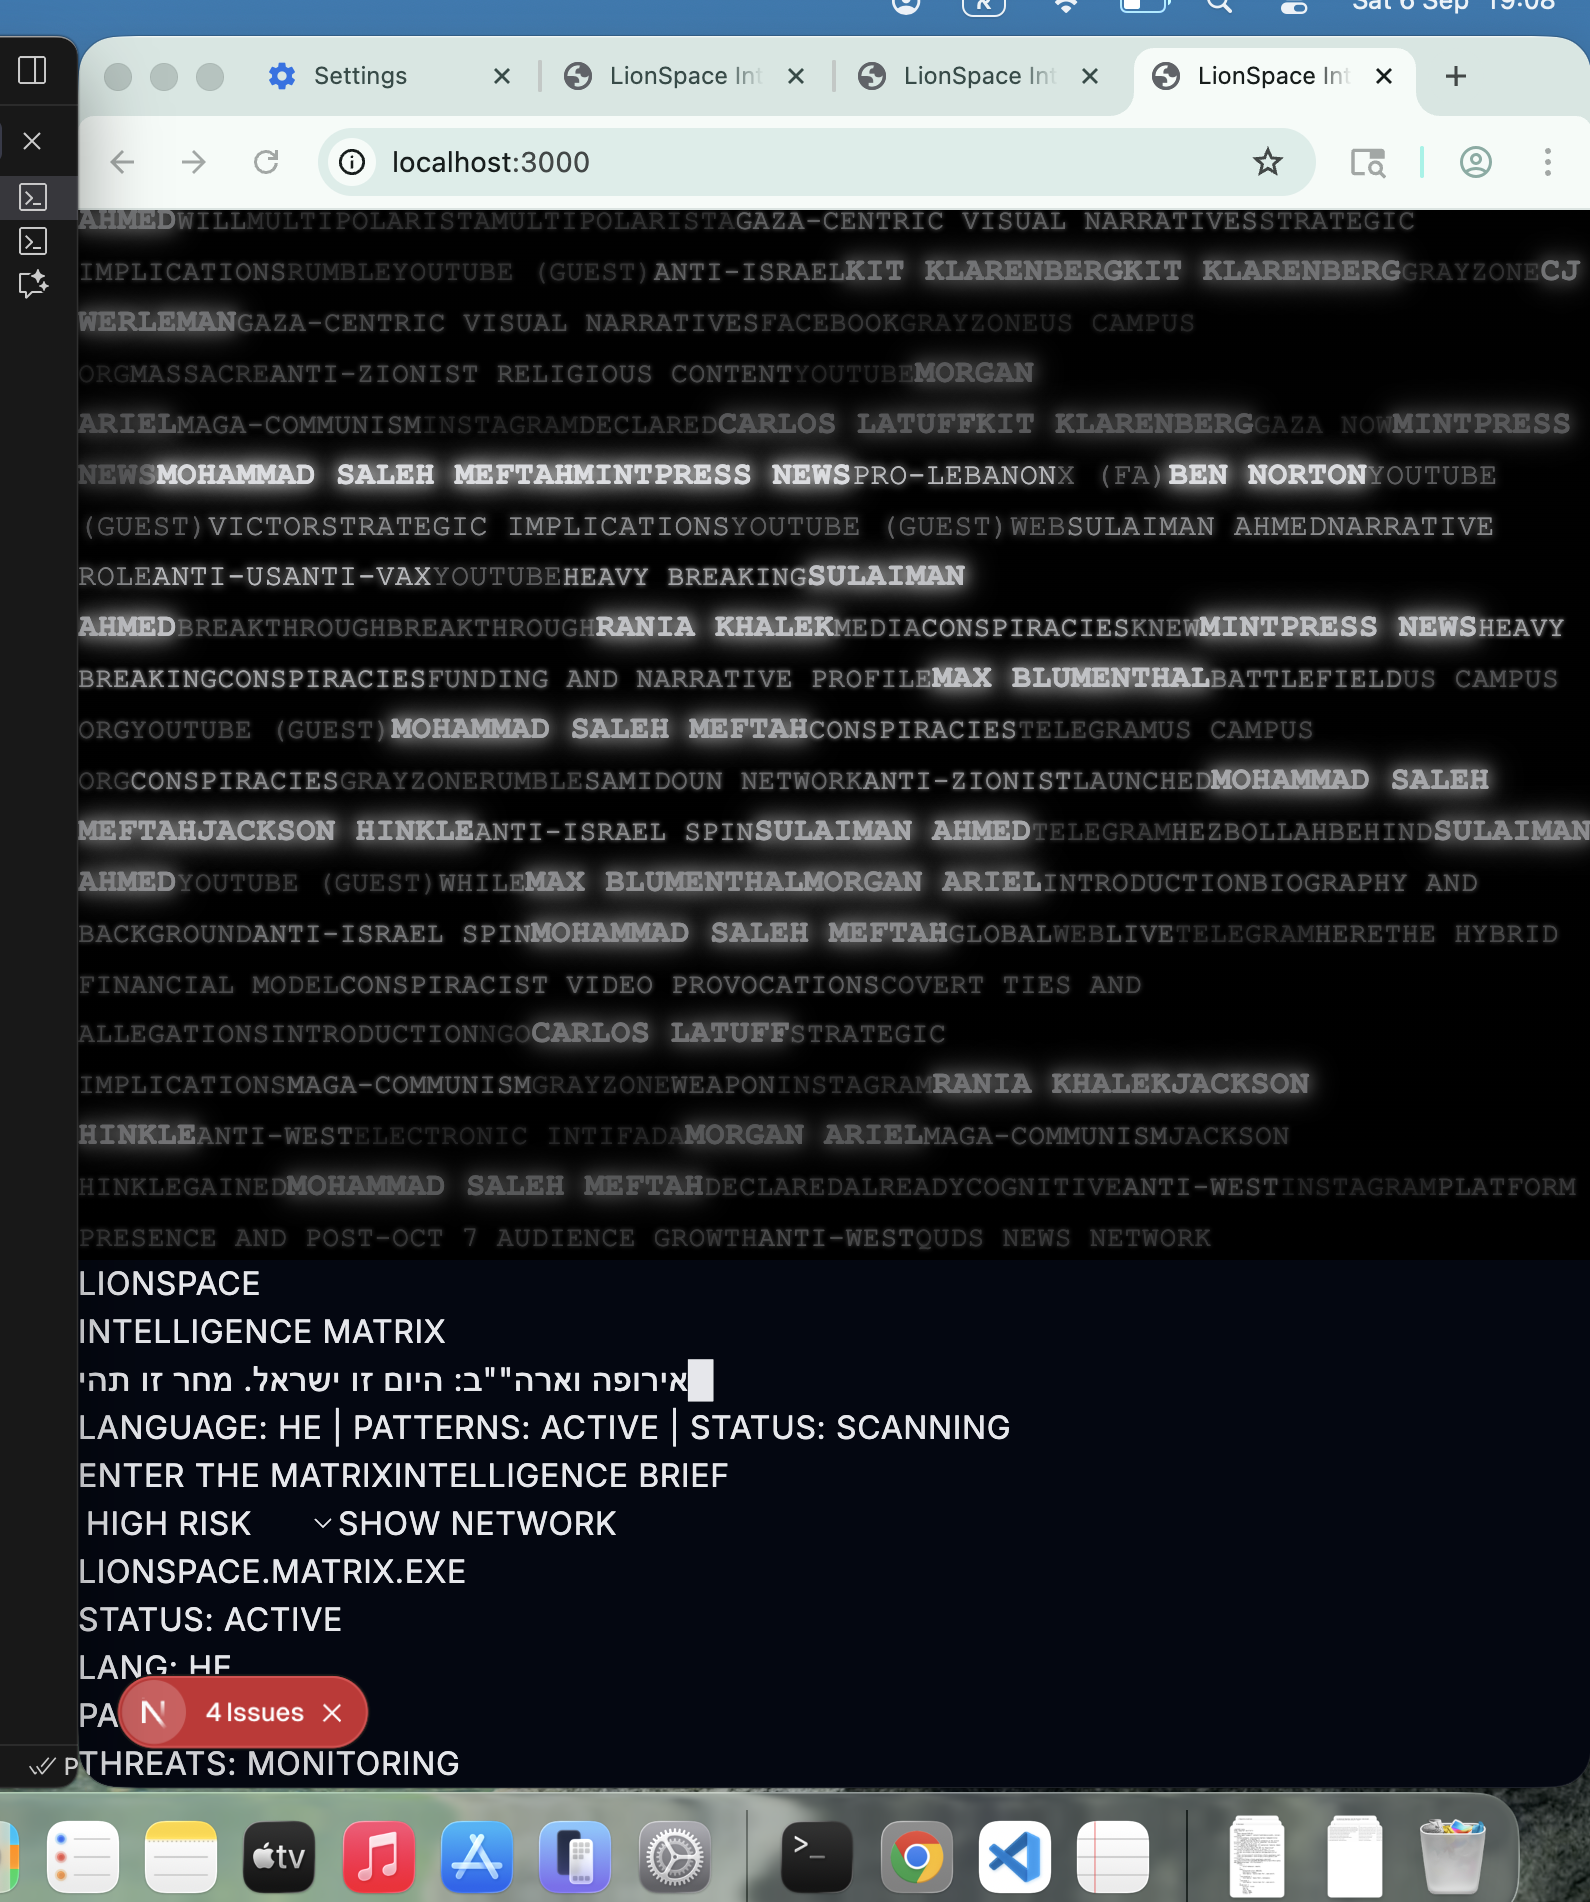 Sat 6 Sep 19:08
Settings
LionSpace Int
LionSpace Int
LionSpace Int
localhost:3000
AHMEDWILLMULTIPOLARISTAMULTIPOLARISTAGAZA-CENTRIC VISUAL NARRATIVESSTRATEGIC
IMPLICATIONSRUMBLEYOUTUBE (GUEST)ANTI-ISRAELKIT KLARENBERGKIT KLARENBERGGRAYZONECJ
WERLEMANGAZA-CENTRIC VISUAL NARRATIVESFACEBOOKGRAYZONEUS CAMPUS
ORGMASSACREANTI-ZIONIST RELIGIOUS CONTENTYOUTUBEMORGAN
ARIELMAGA-COMMUNISMINSTAGRAMDECLAREDCARLOS LATUFFKIT KLARENBERGGAZA NOWMINTPRESS
NEWSMOHAMMAD SALEH MEFTAHMINTPRESS NEWSPRO-LEBANONX (FA)BEN NORTONYOUTUBE
(GUEST)VICTORSTRATEGIC IMPLICATIONSYOUTUBE (GUEST)WEBSULAIMAN AHMEDNARRATIVE
ROLEANTI-USANTI-VAXYOUTUBEHEAVY BREAKINGSULAIMAN
AHMEDBREAKTHROUGHBREAKTHROUGHRANIA KHALEKMEDIACONSPIRACIESKNEWMINTPRESS NEWSHEAVY
BREAKINGCONSPIRACIESFUNDING AND NARRATIVE PROFILEMAX BLUMENTHALBATTLEFIELDUS CAMPUS
ORGYOUTUBE (GUEST)MOHAMMAD SALEH MEFTAHCONSPIRACIESTELEGRAMUS CAMPUS
ORGCONSPIRACIESGRAYZONERUMBLESAMIDOUN NETWORKANTI-ZIONISTLAUNCHEDMOHAMMAD SALEH
MEFTAHJACKSON HINKLEANTI-ISRAEL SPINSULAIMAN AHMEDTELEGRAMHEZBOLLAHBEHINDSULAIMAN
AHMEDYOUTUBE (GUEST)WHILEMAX BLUMENTHALMORGAN ARIELINTRODUCTIONBIOGRAPHY AND
BACKGROUNDANTI-ISRAEL SPINMOHAMMAD SALEH MEFTAHGLOBALWEBLIVETELEGRAMHERETHE HYBRID
FINANCIAL MODELCONSPIRACIST VIDEO PROVOCATIONSCOVERT TIES AND
ALLEGATIONSINTRODUCTIONNGOCARLOS LATUFFSTRATEGIC
IMPLICATIONSMAGA-COMMUNISMGRAYZONEWEAPONINSTAGRAMRANIA KHALEKJACKSON
HINKLEANTI-WESTELECTRONIC INTIFADAMORGAN ARIELMAGA-COMMUNISMJACKSON
HINKLEGAINEDMOHAMMAD SALEH MEFTAHDECLAREDALREADYCOGNITIVEANTI-WESTINSTAGRAMPLATFORM
PRESENCE AND POST-OCT 7 AUDIENCE GROWTHANTI-WESTQUDS NEWS NETWORK
LIONSPACE
INTELLIGENCE MATRIX
אירופה וארה""ב: היום זו ישראל. מחר זו תהי
LANGUAGE: HE | PATTERNS: ACTIVE | STATUS: SCANNING
ENTER THE MATRIXINTELLIGENCE BRIEF
HIGH RISK SHOW NETWORK
LIONSPACE.MATRIX.EXE
STATUS: ACTIVE
LANG: HE
PA
N 4 Issues
P
THREATS: MONITORING
tv